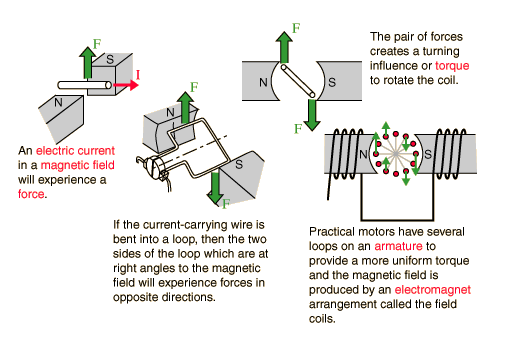 F
S
I
N
An electric current
in a magnetic field
will experience a
force.
F
N
S
F
If the current-carrying wire is
bent into a loop, then the two
sides of the loop which are at
right angles to the magnetic
field will experience forces in
opposite directions.
F
N
S
F
The pair of forces
creates a turning
influence or torque
to rotate the coil.
N
S
Practical motors have several
loops on an armature to
provide a more uniform torque
and the magnetic field is
produced by an electromagnet
arrangement called the field
coils.